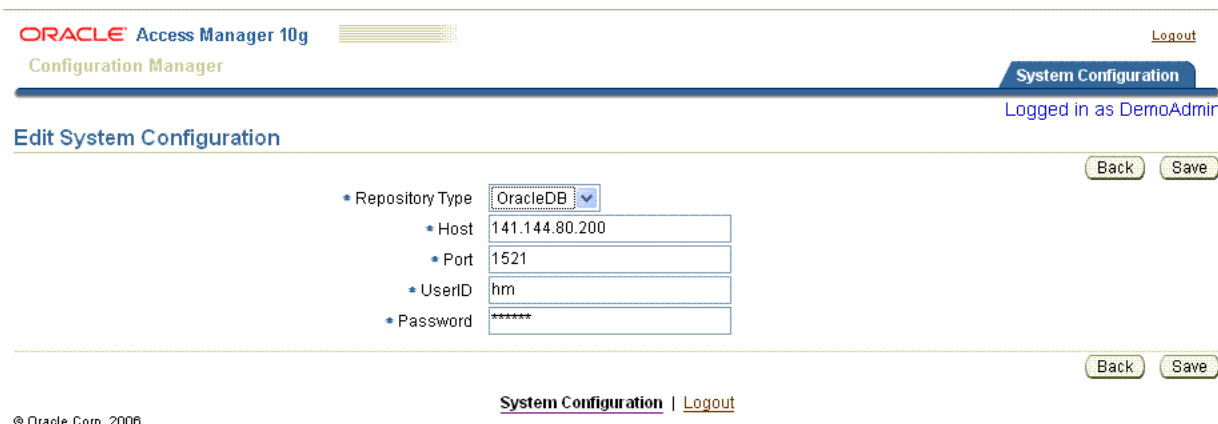 ORACLE Access Manager 10g
Logout
Configuration Manager
System Configuration
Logged in as DemoAdmin
Edit System Configuration
Back Save
* Repository Type OracleDB
* Host 141.144.80.200
* Port 1521
* UserID hm
* Password ******
Back Save
System Configuration | Logout
© Oracle Corp. 2006